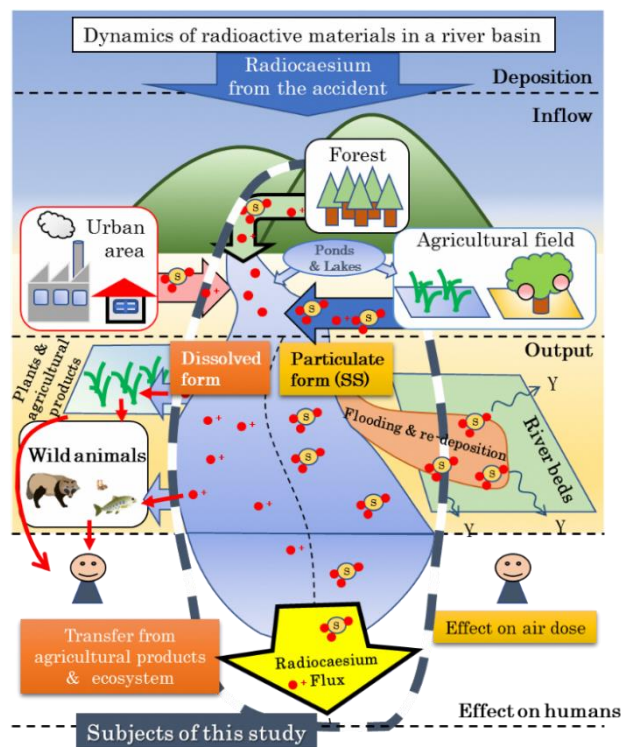 Dynamics of radioactive materials in a river basin
Radiocaesium
from the accident
Deposition
Inflow
Forest
S
Urban
area
S
Ponds
& Lakes
Agricultural field
S
S
Output
Plants &
agricultural
products
Dissolved
form
Particulate
form (SS)
Wild animals
S
S
S
S
S
Flooding & re-deposition
S
S
S
River beds
γ
γ
γ
Transfer from
agricultural products
& ecosystem
S
Radiocaesium
Flux
Effect on air dose
Effect on humans
Subjects of this study